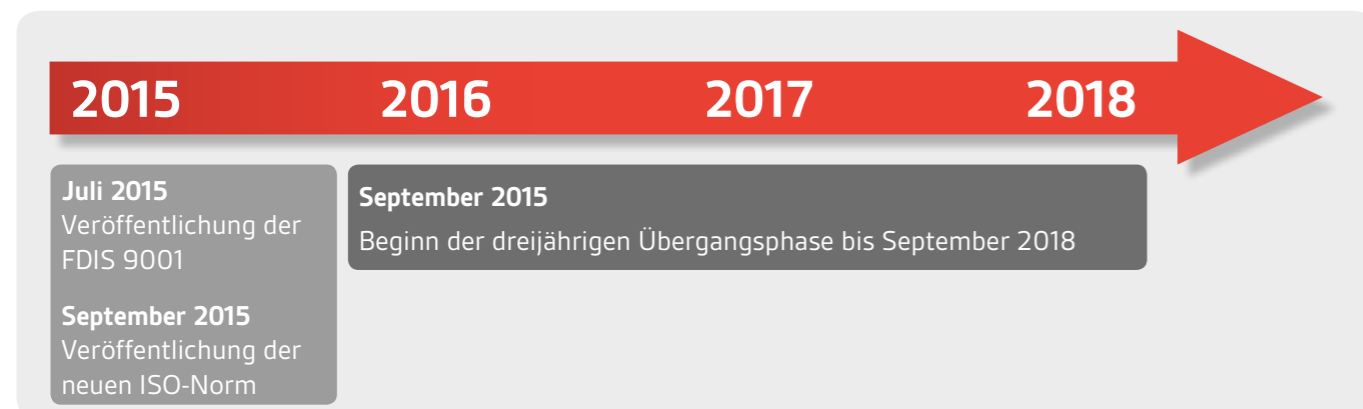 2015 2016 2017 2018
Juli 2015
Veröffentlichung der
FDIS 9001
September 2015
Veröffentlichung der
neuen ISO-Norm
September 2015
Beginn der dreijährigen Übergangsphase bis September 2018